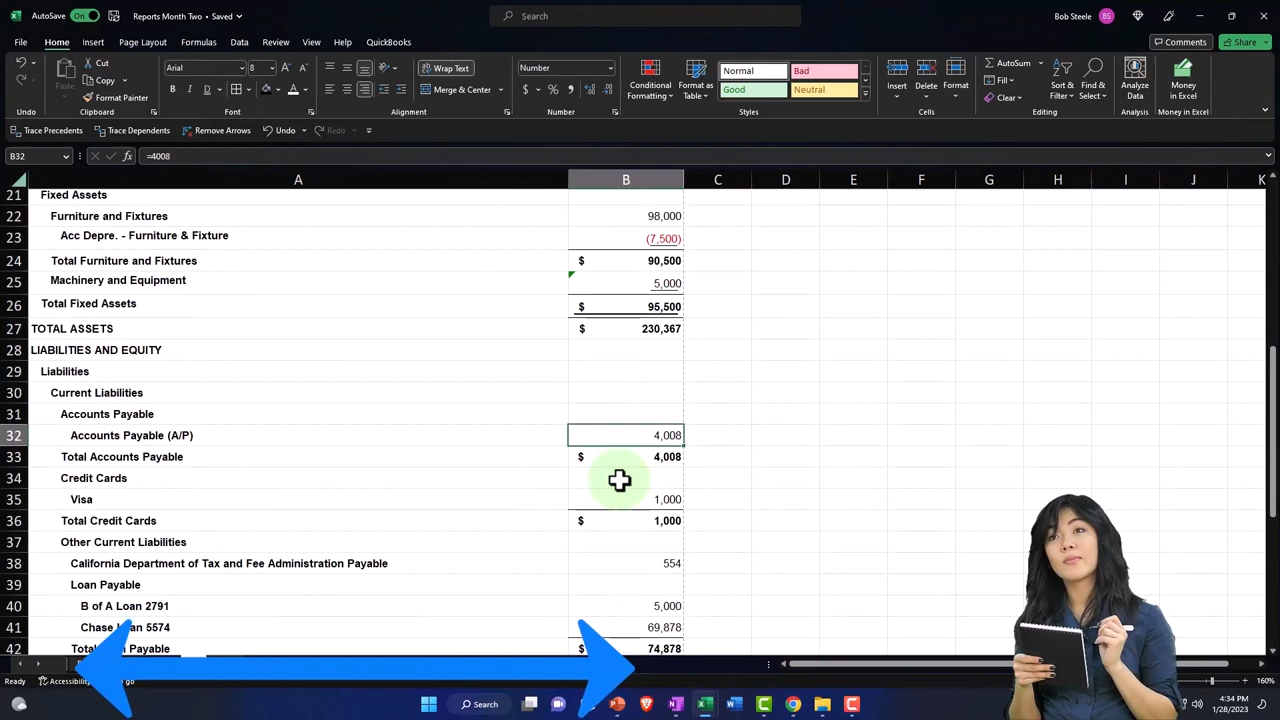 AutoSave On Reports Month Two • Saved Search Bob Steele BS
File Home Insert Page Layout Formulas Data Review View Help QuickBooks Comments Share
Cut Arial 8 Wrap Text Number Normal Bad AutoSum
Copy Good Neutral Fill
Paste Format Painter Merge & Center Conditional Formatting Format as Table Insert Delete Format Clear Sort & Filter Find & Select Analyze Data Money in Excel
Undo Clipboard Font Alignment Number Styles Cells Editing Analysis Money in Excel
Trace Precedents Trace Dependents Remove Arrows Undo Redo
B32 fx =4008
A B C D E F G H I J K
21 Fixed Assets
22 Furniture and Fixtures 98,000
23 Acc Depre. - Furniture & Fixture (7,500)
24 Total Furniture and Fixtures $ 90,500
25 Machinery and Equipment 5,000
26 Total Fixed Assets $ 95,500
27 TOTAL ASSETS $ 230,367
28 LIABILITIES AND EQUITY
29 Liabilities
30 Current Liabilities
31 Accounts Payable
32 Accounts Payable (A/P) 4,008
33 Total Accounts Payable $ 4,008
34 Credit Cards
35 Visa 1,000
36 Total Credit Cards $ 1,000
37 Other Current Liabilities
38 California Department of Tax and Fee Administration Payable 554
39 Loan Payable
40 B of A Loan 2791 5,000
41 Chase 5574 69,878
42 Payable $ 74,878
Ready 160%
Search 4:34 PM
1/28/2023